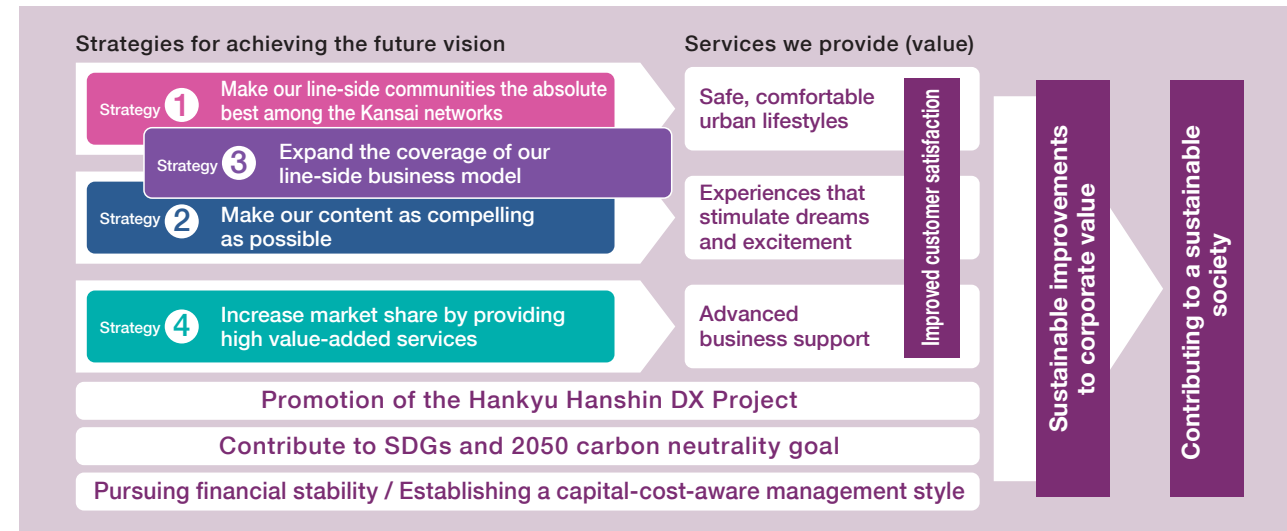 Strategies for achieving the future vision
Services we provide (value)
Strategy 1
Make our line-side communities the absolute
best among the Kansai networks
Safe, comfortable
urban lifestyles
Strategy 3
Expand the coverage of our
line-side business model
Strategy 2
Make our content as compelling
as possible
Experiences that
stimulate dreams
and excitement
Strategy 4
Increase market share by providing
high value-added services
Advanced
business support
Improved customer satisfaction
Promotion of the Hankyu Hanshin DX Project
Contribute to SDGs and 2050 carbon neutrality goal
Pursuing financial stability / Establishing a capital-cost-aware management style
Sustainable improvements
to corporate value
Contributing to a sustainable
society